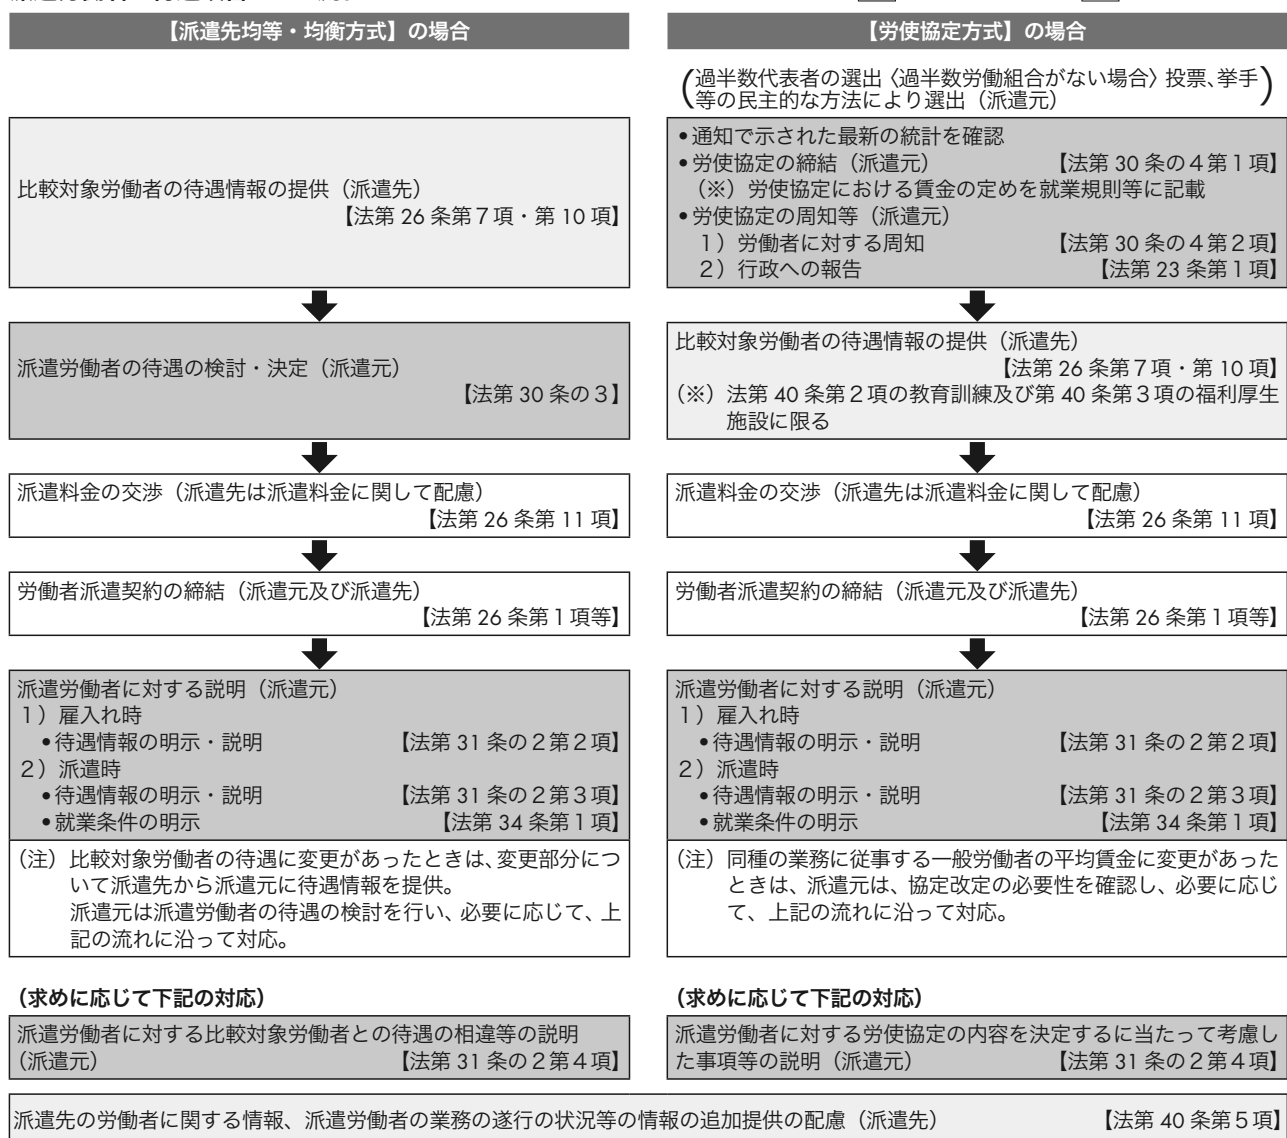 【派遣先均等・均衡方式】の場合
比較対象労働者の待遇情報の提供（派遣先）
【法第 26 条第７項・第 10 項】
派遣労働者の待遇の検討・決定（派遣元）
【法第 30 条の３】
派遣料金の交渉（派遣先は派遣料金に関して配慮）
【法第 26 条第 11 項】
労働者派遣契約の締結（派遣元及び派遣先）
【法第 26 条第１項等】
派遣労働者に対する説明（派遣元）
１）雇入れ時
•待遇情報の明示・説明 【法第 31 条の２第２項】
２）派遣時
•待遇情報の明示・説明 【法第 31 条の２第３項】
•就業条件の明示 【法第 34 条第１項】
（注）比較対象労働者の待遇に変更があったときは、変更部分につ
いて派遣先から派遣元に待遇情報を提供。
派遣元は派遣労働者の待遇の検討を行い、必要に応じて、上
記の流れに沿って対応。
（求めに応じて下記の対応）
派遣労働者に対する比較対象労働者との待遇の相違等の説明
（派遣元） 【法第 31 条の２第４項】
【労使協定方式】の場合
（過半数代表者の選出〈過半数労働組合がない場合〉投票、挙手
等の民主的な方法により選出（派遣元））
•通知で示された最新の統計を確認
•労使協定の締結（派遣元） 【法第 30 条の４第１項】
（※）労使協定における賃金の定めを就業規則等に記載
•労使協定の周知等（派遣元）
１）労働者に対する周知 【法第 30 条の４第２項】
２）行政への報告 【法第 23 条第１項】
比較対象労働者の待遇情報の提供（派遣先）
【法第 26 条第７項・第 10 項】
（※）法第 40 条第２項の教育訓練及び第 40 条第３項の福利厚生
施設に限る
派遣料金の交渉（派遣先は派遣料金に関して配慮）
【法第 26 条第 11 項】
労働者派遣契約の締結（派遣元及び派遣先）
【法第 26 条第１項等】
派遣労働者に対する説明（派遣元）
１）雇入れ時
•待遇情報の明示・説明 【法第 31 条の２第２項】
２）派遣時
•待遇情報の明示・説明 【法第 31 条の２第３項】
•就業条件の明示 【法第 34 条第１項】
（注）同種の業務に従事する一般労働者の平均賃金に変更があった
ときは、派遣元は、協定改定の必要性を確認し、必要に応じ
て、上記の流れに沿って対応。
（求めに応じて下記の対応）
派遣労働者に対する労使協定の内容を決定するに当たって考慮し
た事項等の説明（派遣元） 【法第 31 条の２第４項】
派遣先の労働者に関する情報、派遣労働者の業務の遂行の状況等の情報の追加提供の配慮（派遣先） 【法第 40 条第５項】